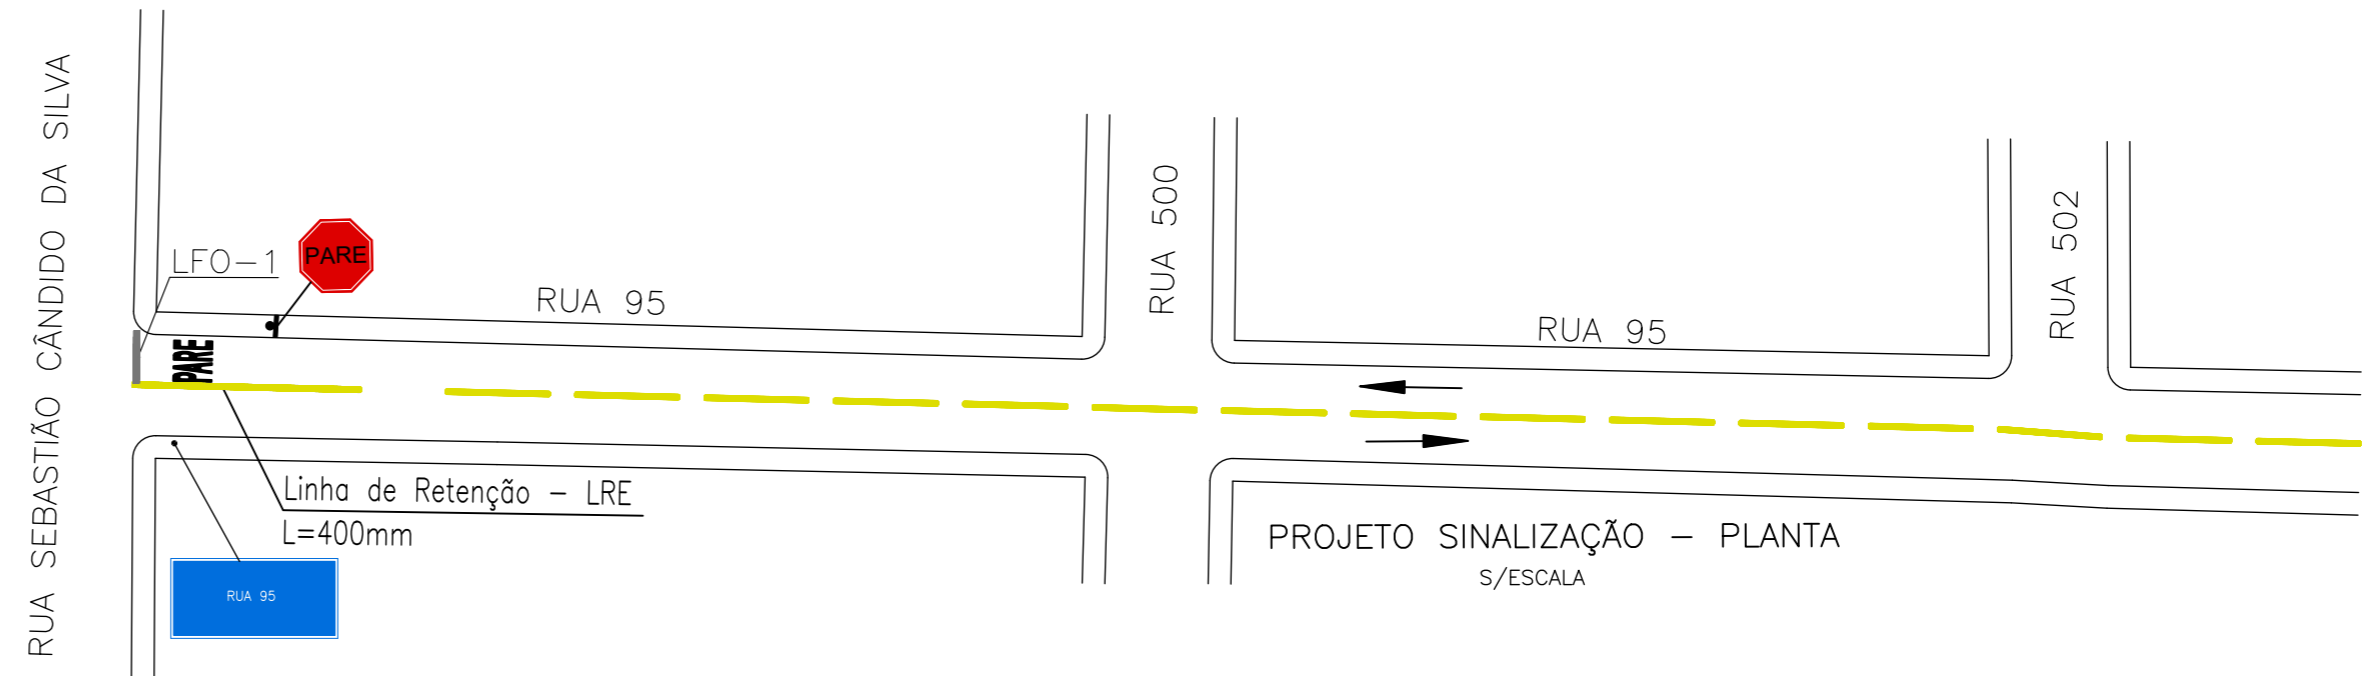 RUA SEBASTIÃO CÂNDIDO DA SILVA
LFO-1
PARE
RUA 95
PARE
RUA 500
RUA 95
RUA 502
Linha de Retenção - LRE
L=400mm
RUA 95
PROJETO SINALIZAÇÃO - PLANTA
S/ESCALA